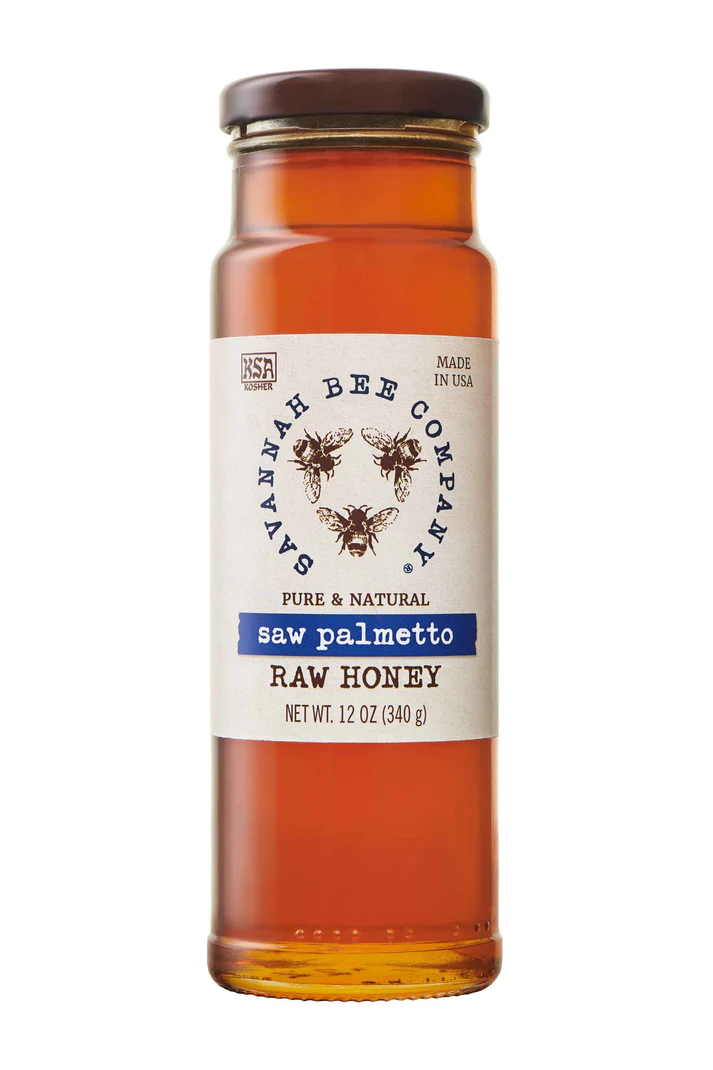 KSA
KOSHER
MADE
IN USA
SAVANNAH BEE COMPANY®
PURE & NATURAL
saw palmetto
RAW HONEY
NET WT. 12 OZ (340 g)